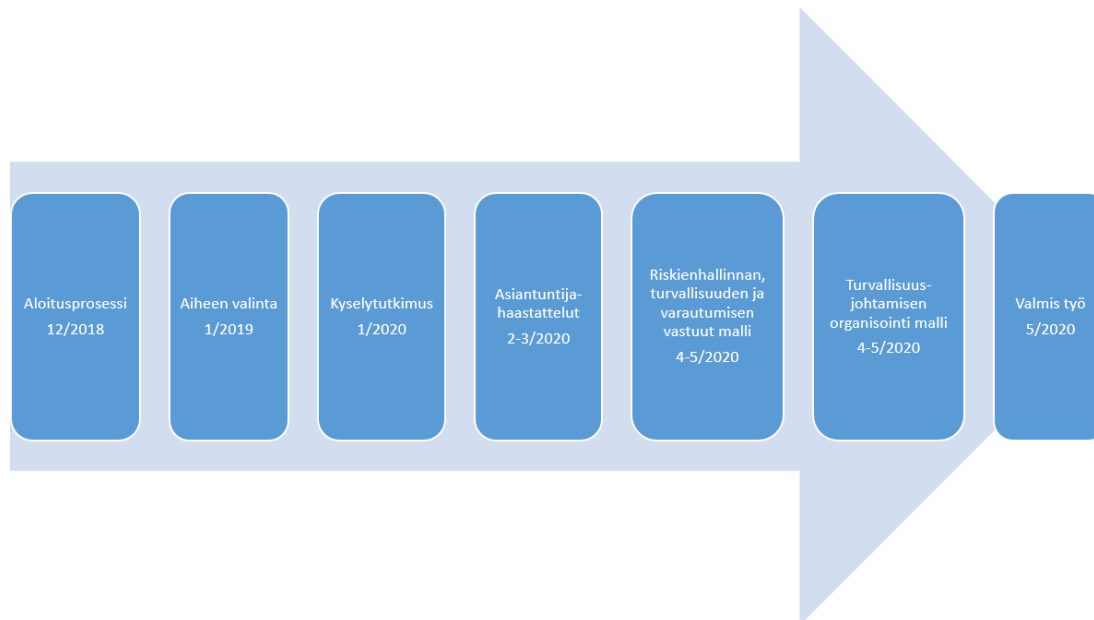 Aloitusprosessi
12/2018
Aiheen valinta
1/2019
Kyselytutkimus
1/2020
Asiantuntija-
haastattelut
2-3/2020
Riskienhallinnan,
turvallisuuden ja
varautumisen
vastuut malli
4-5/2020
Turvallisuus-
johtamisen
organisointi malli
4-5/2020
Valmis työ
5/2020